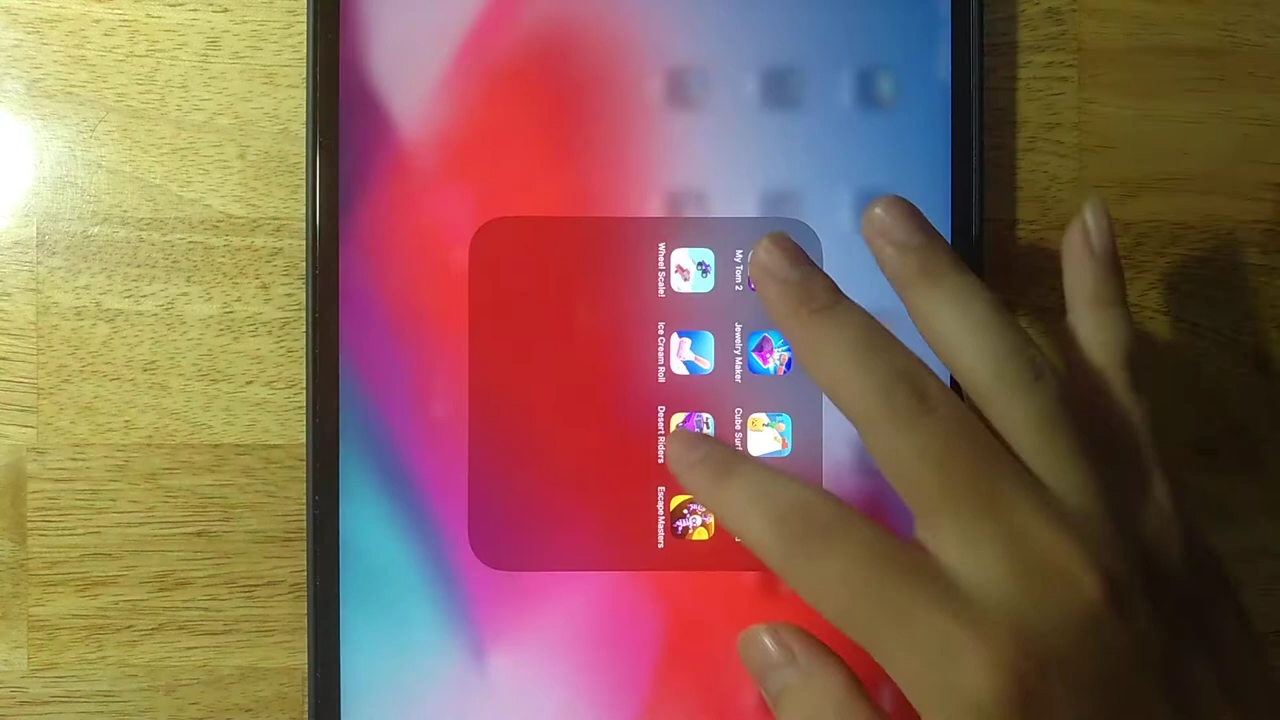 My Tom 2
Jewelry Maker
Cube Surf
Wheel Scale!
Ice Cream Roll
Desert Riders
Escape Masters